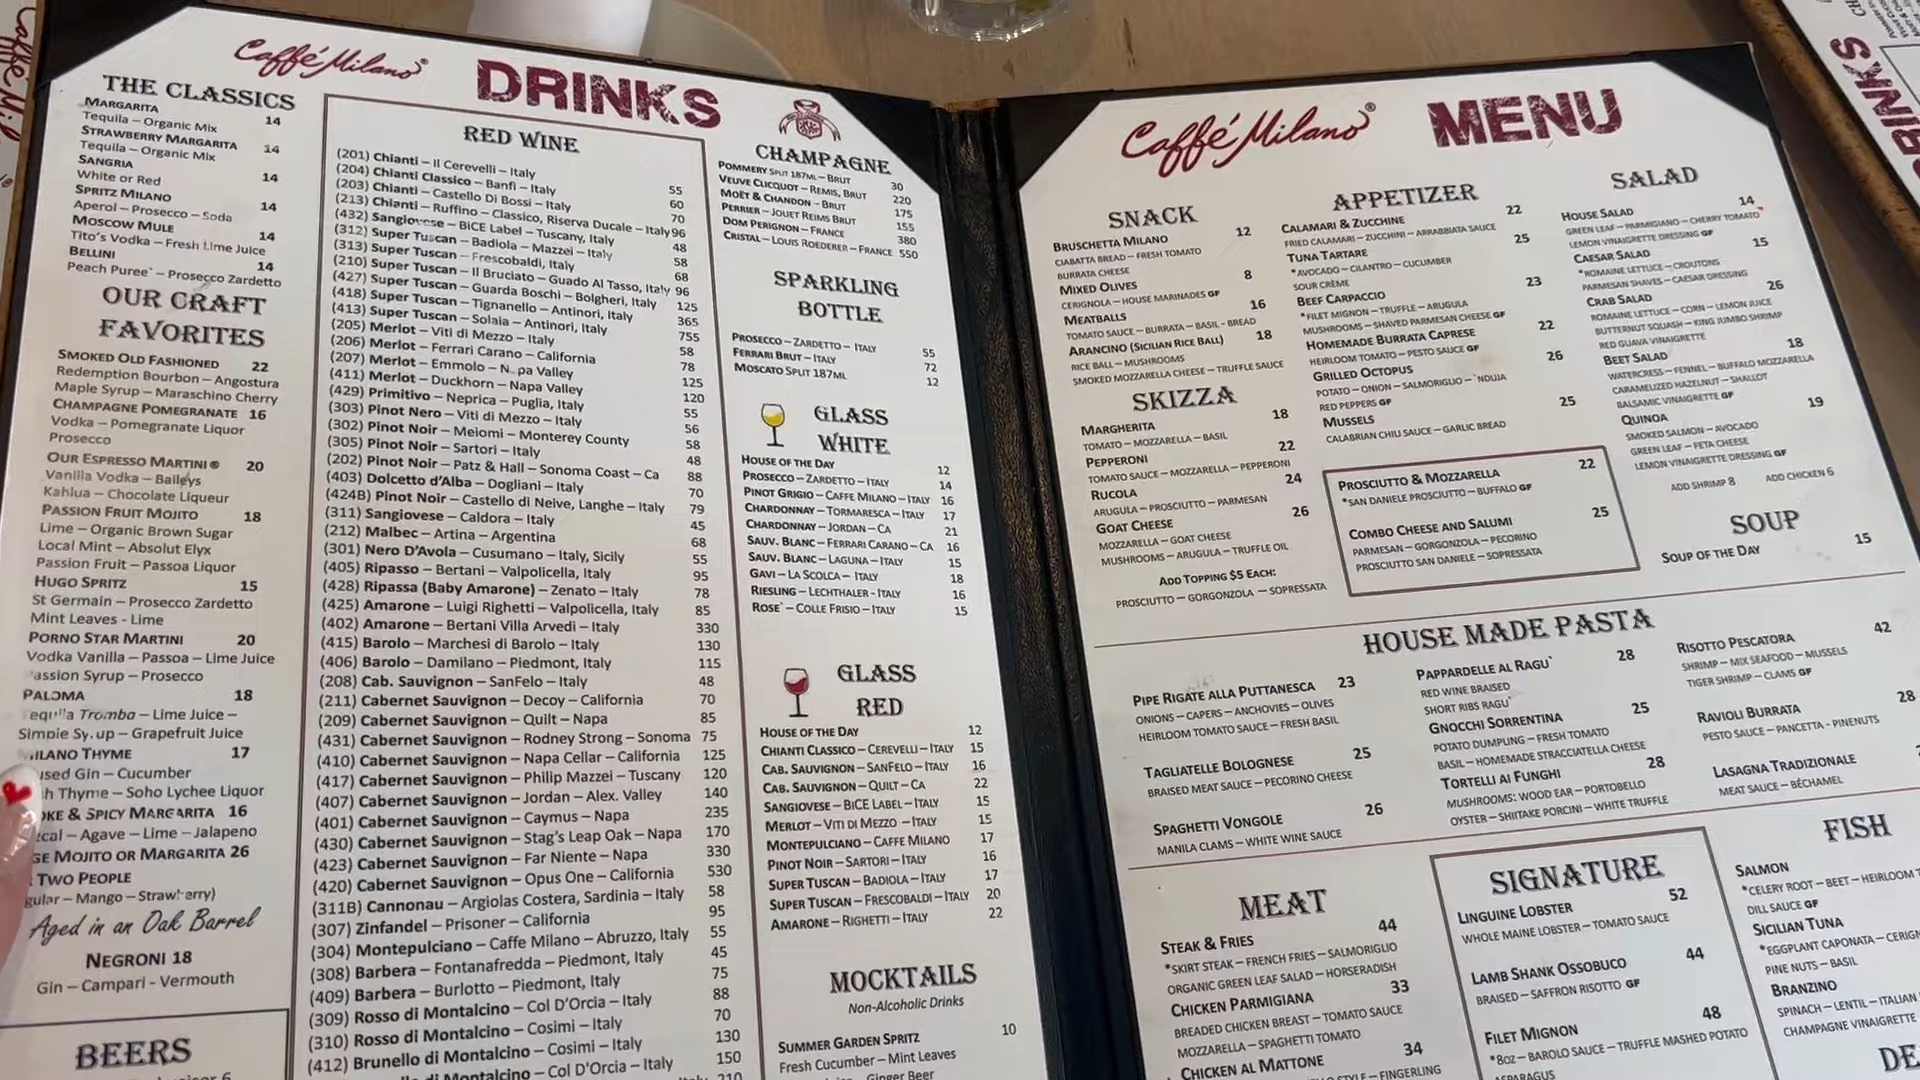 Caffé Milano®
DRINKS
THE CLASSICS
MARGARITA 14
Tequila – Organic Mix
STRAWBERRY MARGARITA 14
Tequila – Organic Mix
SANGRIA 14
White or Red
SPRITZ MILANO 14
Aperol – Prosecco – Soda
MOSCOW MULE 14
Tito's Vodka – Fresh Lime Juice
BELLINI 14
Peach Puree` – Prosecco Zardetto
OUR CRAFT
FAVORITES
SMOKED OLD FASHIONED 22
Redemption Bourbon – Angostura
Maple Syrup – Maraschino Cherry
CHAMPAGNE POMEGRANATE 16
Vodka – Pomegranate Liquor
Prosecco
OUR ESPRESSO MARTINI® 20
Vanilla Vodka – Baileys
Kahlua – Chocolate Liqueur
PASSION FRUIT MOJITO 18
Lime – Organic Brown Sugar
Local Mint – Absolut Elyx
Passion Fruit – Passoa Liquor
HUGO SPRITZ 15
St Germain – Prosecco Zardetto
Mint Leaves - Lime
PORNO STAR MARTINI 20
Vodka Vanilla – Passoa – Lime Juice
Passion Syrup – Prosecco
PALOMA 18
Tequila Tromba – Lime Juice –
Simple Syrup – Grapefruit Juice
MILANO THYME 17
Gin – Cucumber
Thyme – Soho Lychee Liquor
& SPICY MARGARITA 16
– Agave – Lime – Jalapeno
MOJITO OR MARGARITA 26
TWO PEOPLE
– Mango – Strawberry)
Aged in an Oak Barrel
NEGRONI 18
Gin – Campari - Vermouth
BEERS
RED WINE
(201) Chianti – Il Cerevelli – Italy 55
(204) Chianti Classico – Banfi – Italy 60
(203) Chianti – Castello Di Bossi – Italy 70
(213) Chianti – Ruffino – Classico, Riserva Ducale – Italy 96
(432) Sangiovese – BiCE Label – Tuscany, Italy 48
(312) Super Tuscan – Badiola – Mazzei – Italy 58
(313) Super Tuscan – Frescobaldi, Italy 68
(210) Super Tuscan – Il Bruciato – Guado Al Tasso, Italy 96
(427) Super Tuscan – Guarda Boschi – Bolgheri, Italy 125
(418) Super Tuscan – Tignanello – Antinori, Italy 365
(413) Super Tuscan – Solaia – Antinori, Italy 755
(205) Merlot – Viti di Mezzo – Italy 58
(206) Merlot – Ferrari Carano – California 78
(207) Merlot – Emmolo – Napa Valley 125
(411) Merlot – Duckhorn – Napa Valley 120
(429) Primitivo – Neprica – Puglia, Italy 55
(303) Pinot Nero – Viti di Mezzo – Italy 56
(302) Pinot Noir – Meiomi – Monterey County 58
(305) Pinot Noir – Sartori – Italy 48
(202) Pinot Noir – Patz & Hall – Sonoma Coast – Ca 88
(403) Dolcetto d'Alba – Dogliani – Italy 70
(424B) Pinot Noir – Castello di Neive, Langhe – Italy 79
(311) Sangiovese – Caldora – Italy 45
(212) Malbec – Artina – Argentina 68
(301) Nero D'Avola – Cusumano – Italy, Sicily 55
(405) Ripasso – Bertani – Valpolicella, Italy 95
(428) Ripassa (Baby Amarone) – Zenato – Italy 78
(425) Amarone – Luigi Righetti – Valpolicella, Italy 85
(402) Amarone – Bertani Villa Arvedi – Italy 330
(415) Barolo – Marchesi di Barolo – Italy 130
(406) Barolo – Damilano – Piedmont, Italy 115
(208) Cab. Sauvignon – SanFelo – Italy 48
(211) Cabernet Sauvignon – Decoy – California 70
(209) Cabernet Sauvignon – Quilt – Napa 85
(431) Cabernet Sauvignon – Rodney Strong – Sonoma 75
(410) Cabernet Sauvignon – Napa Cellar – California 125
(417) Cabernet Sauvignon – Philip Mazzei – Tuscany 120
(407) Cabernet Sauvignon – Jordan – Alex. Valley 140
(401) Cabernet Sauvignon – Caymus – Napa 235
(430) Cabernet Sauvignon – Stag's Leap Oak – Napa 170
(423) Cabernet Sauvignon – Far Niente – Napa 330
(420) Cabernet Sauvignon – Opus One – California 530
(311B) Cannonau – Argiolas Costera, Sardinia – Italy 58
(307) Zinfandel – Prisoner – California 95
(304) Montepulciano – Caffe Milano – Abruzzo, Italy 55
(308) Barbera – Fontanafredda – Piedmont, Italy 45
(409) Barbera – Burlotto – Piedmont, Italy 75
(309) Rosso di Montalcino – Col D'Orcia – Italy 88
(310) Rosso di Montalcino – Cosimi – Italy 70
(412) Brunello di Montalcino – Cosimi – Italy 130
di Montalcino – Col D'Orcia – Italy 150
210
CHAMPAGNE
POMMERY SPLIT 187ML – BRUT 30
VEUVE CLICQUOT – REMIS, BRUT 220
MOËT & CHANDON - BRUT 175
PERRIER – JOUET REIMS BRUT 155
DOM PERIGNON – FRANCE 380
CRISTAL – LOUIS ROEDERER – FRANCE 550
SPARKLING
BOTTLE
PROSECCO – ZARDETTO – ITALY 55
FERRARI BRUT – ITALY 72
MOSCATO SPLIT 187ML 12
GLASS
WHITE
HOUSE OF THE DAY 12
PROSECCO – ZARDETTO – ITALY 14
PINOT GRIGIO – CAFFE MILANO – ITALY 16
CHARDONNAY – TORMARESCA – ITALY 17
CHARDONNAY – JORDAN – CA 21
SAUV. BLANC – FERRARI CARANO – CA 16
SAUV. BLANC – LAGUNA – ITALY 15
GAVI – LA SCOLCA – ITALY 18
RIESLING – LECHTHALER - ITALY 16
ROSE` – COLLE FRISIO – ITALY 15
GLASS
RED
HOUSE OF THE DAY 12
CHIANTI CLASSICO – CEREVELLI – ITALY 15
CAB. SAUVIGNON – SANFELO – ITALY 16
CAB. SAUVIGNON – QUILT – CA 22
SANGIOVESE – BICE LABEL – ITALY 15
MERLOT – VITI DI MEZZO – ITALY 15
MONTEPULCIANO – CAFFE MILANO 17
PINOT NOIR – SARTORI – ITALY 16
SUPER TUSCAN – BADIOLA – ITALY 17
SUPER TUSCAN – FRESCOBALDI – ITALY 20
AMARONE – RIGHETTI – ITALY 22
MOCKTAILS
Non-Alcoholic Drinks
SUMMER GARDEN SPRITZ 10
Fresh Cucumber – Mint Leaves
Ginger Beer
Caffé Milano®
MENU
SNACK
BRUSCHETTA MILANO 12
CIABATTA BREAD – FRESH TOMATO
BURRATA CHEESE
MIXED OLIVES 8
CERIGNOLA – HOUSE MARINADES GF
MEATBALLS 16
TOMATO SAUCE – BURRATA – BASIL - BREAD
ARANCINO (SICILIAN RICE BALL) 18
RICE BALL – MUSHROOMS
SMOKED MOZZARELLA CHEESE – TRUFFLE SAUCE
SKIZZA
MARGHERITA 18
TOMATO – MOZZARELLA – BASIL
PEPPERONI 22
TOMATO SAUCE – MOZZARELLA – PEPPERONI
RUCOLA 24
ARUGULA – PROSCIUTTO – PARMESAN
GOAT CHEESE 26
MOZZARELLA – GOAT CHEESE
MUSHROOMS – ARUGULA – TRUFFLE OIL
ADD TOPPING $5 EACH:
PROSCIUTTO – GORGONZOLA – SOPRESSATA
APPETIZER
CALAMARI & ZUCCHINE 22
FRIED CALAMARI – ZUCCHINI – ARRABBIATA SAUCE
TUNA TARTARE 25
*AVOCADO – CILANTRO – CUCUMBER
SOUR CRÈME
BEEF CARPACCIO 23
*FILET MIGNON – TRUFFLE – ARUGULA
MUSHROOMS – SHAVED PARMESAN CHEESE GF
HOMEMADE BURRATA CAPRESE 22
HEIRLOOM TOMATO – PESTO SAUCE GF
GRILLED OCTOPUS 26
POTATO – ONION – SALMORIGLIO – `NDUJA
RED PEPPERS GF
MUSSELS 25
CALABRIAN CHILI SAUCE – GARLIC BREAD
PROSCIUTTO & MOZZARELLA 22
*SAN DANIELE PROSCIUTTO – BUFFALO GF
COMBO CHEESE AND SALUMI 25
PARMESAN – GORGONZOLA – PECORINO
PROSCIUTTO SAN DANIELE – SOPRESSATA
SALAD
HOUSE SALAD 14
GREEN LEAF – PARMIGIANO – CHERRY TOMATO
LEMON VINAIGRETTE DRESSING GF
CAESAR SALAD 15
*ROMAINE LETTUCE – CROUTONS
PARMESAN SHAVES – CAESAR DRESSING
CRAB SALAD 26
ROMAINE LETTUCE – CORN – LEMON JUICE
BUTTERNUT SQUASH – KING JUMBO SHRIMP
RED GUAVA VINAIGRETTE
BEET SALAD 18
WATERCRESS – FENNEL – BUFFALO MOZZARELLA
CARAMELIZED HAZELNUT – SHALLOT
BALSAMIC VINAIGRETTE GF
QUINOA 19
SMOKED SALMON – AVOCADO
GREEN LEAF – FETA CHEESE
LEMON VINAIGRETTE DRESSING GF
ADD SHRIMP 8 ADD CHICKEN 6
SOUP
SOUP OF THE DAY 15
HOUSE MADE PASTA
PIPE RIGATE ALLA PUTTANESCA 23
ONIONS – CAPERS – ANCHOVIES – OLIVES
HEIRLOOM TOMATO SAUCE – FRESH BASIL
TAGLIATELLE BOLOGNESE 25
BRAISED MEAT SAUCE – PECORINO CHEESE
SPAGHETTI VONGOLE 26
MANILA CLAMS – WHITE WINE SAUCE
PAPPARDELLE AL RAGU` 28
RED WINE BRAISED
SHORT RIBS RAGU`
GNOCCHI SORRENTINA 25
POTATO DUMPUNG – FRESH TOMATO
BASIL – HOMEMADE STRACCIATELLA CHEESE
TORTELLI AI FUNGHI 28
MUSHROOMS: WOOD EAR – PORTOBELLO
OYSTER – SHIITAKE PORCINI – WHITE TRUFFLE
RISOTTO PESCATORA 42
SHRIMP – MIX SEAFOOD – MUSSELS
TIGER SHRIMP – CLAMS GF
RAVIOLI BURRATA 28
PESTO SAUCE – PANCETTA - PINENUTS
LASAGNA TRADIZIONALE
MEAT SAUCE – BÉCHAMEL
MEAT
STEAK & FRIES 44
*SKIRT STEAK – FRENCH FRIES – SALMORIGLIO
ORGANIC GREEN LEAF SALAD – HORSERADISH
CHICKEN PARMIGIANA 33
BREADED CHICKEN BREAST – TOMATO SAUCE
MOZZARELLA – SPAGHETTI TOMATO
CHICKEN AL MATTONE 34
STYLE – FINGERLING
SIGNATURE
LINGUINE LOBSTER 52
WHOLE MAINE LOBSTER – TOMATO SAUCE
LAMB SHANK OSSOBUCO 44
BRAISED – SAFFRON RISOTTO GF
FILET MIGNON 48
*8OZ – BAROLO SAUCE – TRUFFLE MASHED POTATO
ASPARAGUS
FISH
SALMON
*CELERY ROOT – BEET – HEIRLOOM
DILL SAUCE GF
SICILIAN TUNA
*EGGPLANT CAPONATA –
PINE NUTS – BASIL
BRANZINO
SPINACH – LENTIL – ITALIAN
CHAMPAGNE VINAIGRETTE
DRINKS